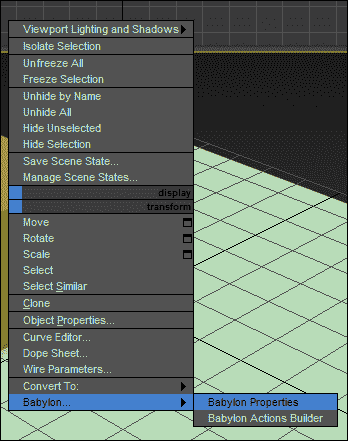 Viewport Lighting and Shadows
Isolate Selection
Unfreeze All
Freeze Selection
Unhide by Name
Unhide All
Hide Unselected
Hide Selection
Save Scene State...
Manage Scene States...
display
transform
Move
Rotate
Scale
Select
Select Similar
Clone
Object Properties...
Curve Editor...
Dope Sheet...
Wire Parameters...
Convert To:
Babylon...
Babylon Properties
Babylon Actions Builder